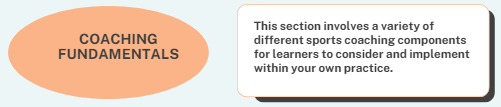 COACHING
FUNDAMENTALS
This section involves a variety of
different sports coaching components
for learners to consider and implement
within your own practice.